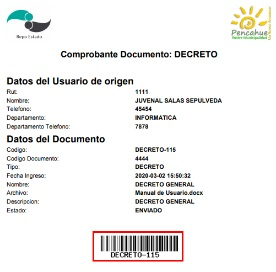 Pencahue
Ilustre Municipalidad
Comprobante Documento: DECRETO
Datos del Usuario de origen
Rut: 1111
Nombre: JUVENAL SALAS SEPULVEDA
Telefono: 45454
Departamento: INFORMATICA
Departamento Telefono: 7878
Datos del Documento
Codigo: DECRETO-115
Codigo Documento: 4444
Tipo: DECRETO
Fecha Ingreso: 2020-03-02 15:50:32
Nombre: DECRETO GENERAL
Archivo: Manual de Usuario.docx
Descripcion: DECRETO GENERAL
Estado: ENVIADO
DECRETO-115